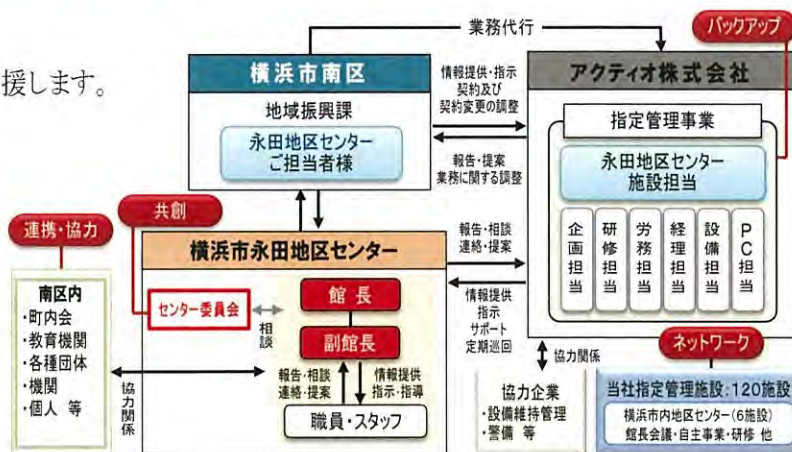 援します。
業務代行
バックアップ
横浜市南区
地域振興課
永田地区センター
ご担当者様
情報提供・指示
契約及び
契約変更の調整
報告・提案
業務に関する調整
アクティオ株式会社
指定管理事業
永田地区センター
施設担当
企画担当
研修担当
労務担当
経理担当
設備担当
PC担当
共創
連携・協力
南区内
・町内会
・教育機関
・各種団体
・機関
・個人 等
協力関係
横浜市永田地区センター
センター委員会
相談
館長
副館長
報告・相談
連絡・提案
情報提供
指示・指導
職員・スタッフ
報告・相談
連絡・提案
情報提供
指示
サポート
定期巡回
協力関係
協力企業
・設備維持管理
・警備 等
ネットワーク
当社指定管理施設:120施設
横浜市内地区センター(6施設)
館長会議・自主事業・研修 他